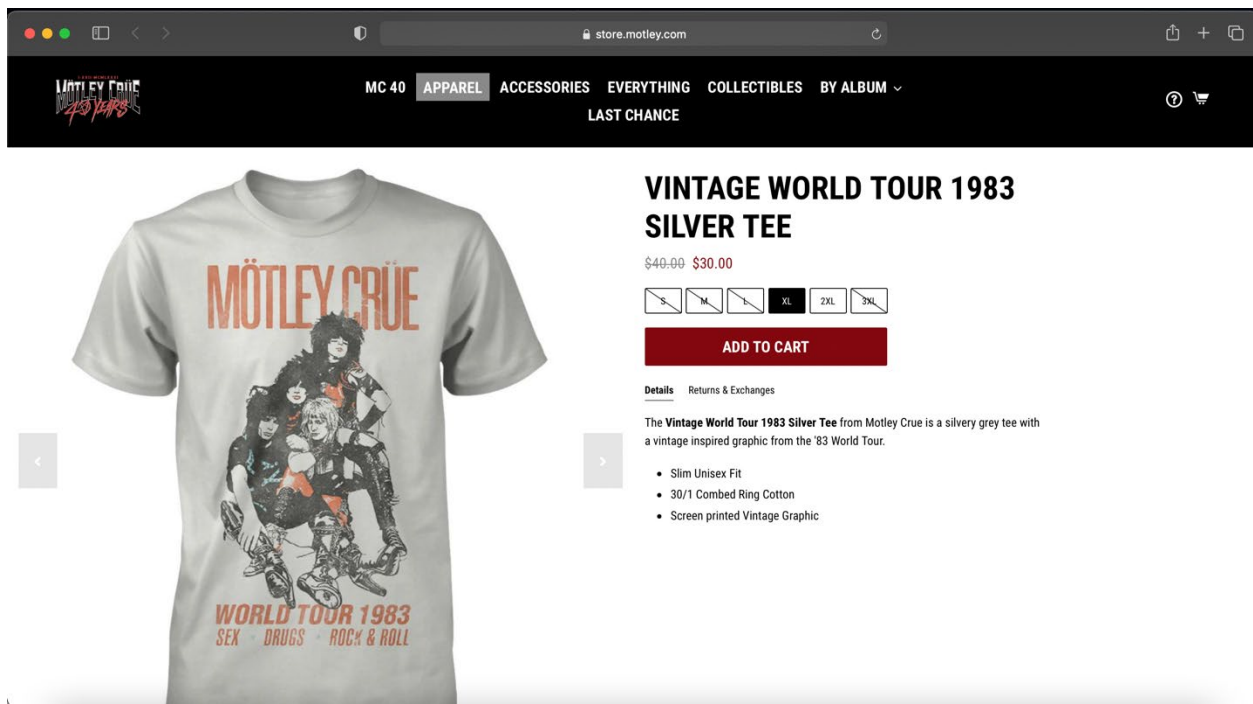 store.motley.com
MÖTLEY CRÜE
40 YEARS
MC 40 APPAREL ACCESSORIES EVERYTHING COLLECTIBLES BY ALBUM
LAST CHANCE
MÖTLEY CRÜE
WORLD TOUR 1983
SEX · DRUGS · ROCK & ROLL
VINTAGE WORLD TOUR 1983
SILVER TEE
$40.00 $30.00
S M L XL 2XL 3XL
ADD TO CART
Details Returns & Exchanges
The Vintage World Tour 1983 Silver Tee from Motley Crue is a silvery grey tee with
a vintage inspired graphic from the '83 World Tour.
• Slim Unisex Fit
• 30/1 Combed Ring Cotton
• Screen printed Vintage Graphic